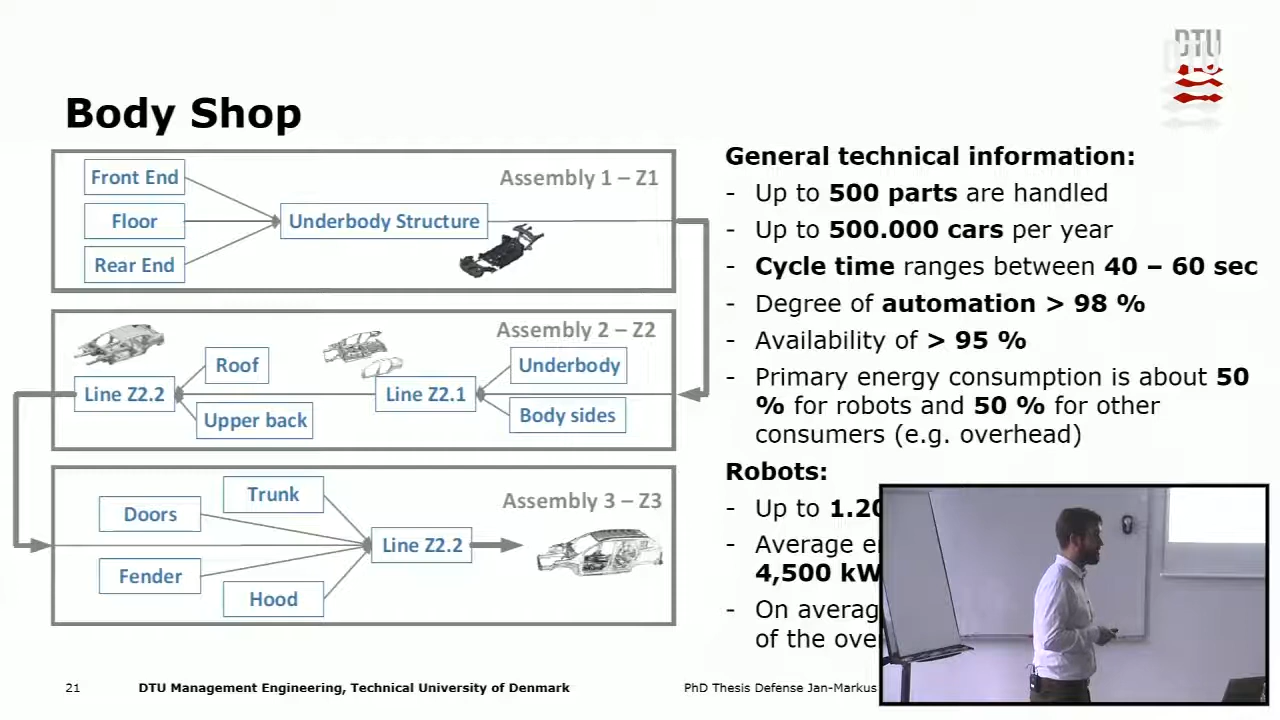 DTU
Body Shop
Front End
Floor
Rear End
Underbody Structure
Assembly 1 – Z1
Assembly 2 – Z2
Roof
Line Z2.2
Upper back
Line Z2.1
Underbody
Body sides
Assembly 3 – Z3
Trunk
Doors
Line Z2.2
Fender
Hood
General technical information:
- Up to 500 parts are handled
- Up to 500.000 cars per year
- Cycle time ranges between 40 – 60 sec
- Degree of automation > 98 %
- Availability of > 95 %
- Primary energy consumption is about 50
% for robots and 50 % for other
consumers (e.g. overhead)
Robots:
- Up to 1.20
- Average
4,500 kW
- On averag
of the ove
21
DTU Management Engineering, Technical University of Denmark
PhD Thesis Defense Jan-Markus